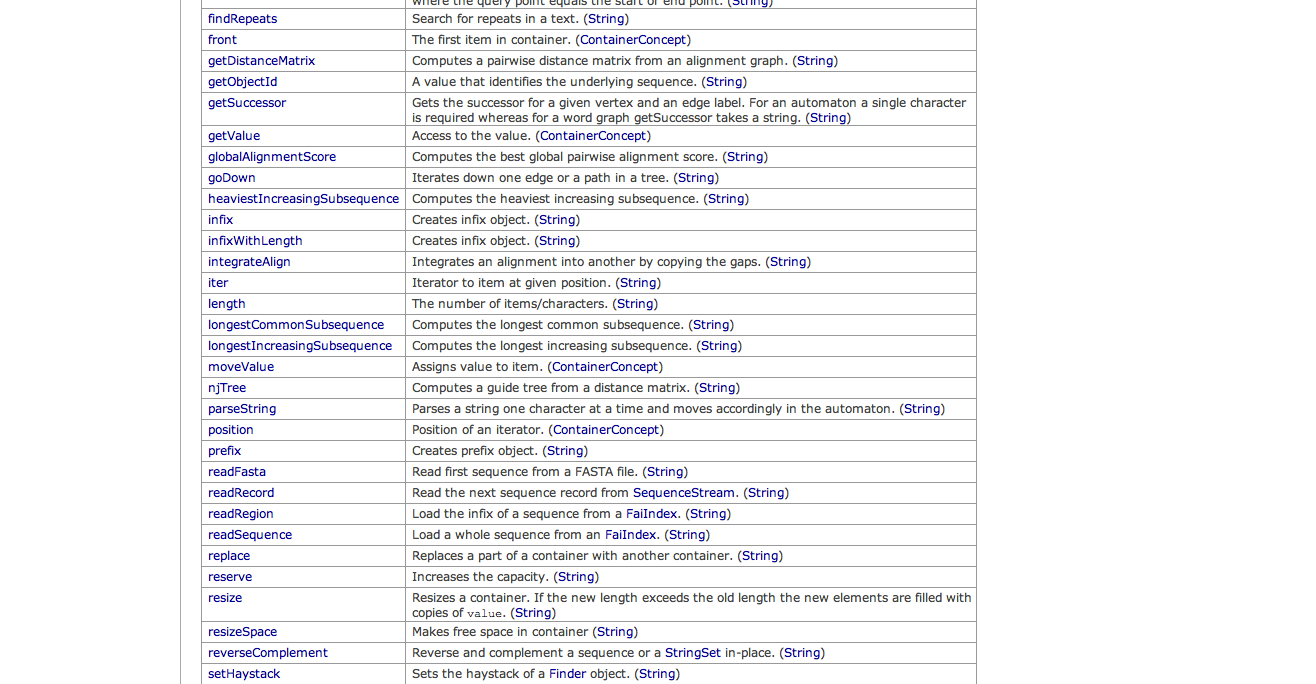 where the query point equals the start or end point. (String)
findRepeats Search for repeats in a text. (String)
front The first item in container. (ContainerConcept)
getDistanceMatrix Computes a pairwise distance matrix from an alignment graph. (String)
getObjectId A value that identifies the underlying sequence. (String)
getSuccessor Gets the successor for a given vertex and an edge label. For an automaton a single character
is required whereas for a word graph getSuccessor takes a string. (String)
getValue Access to the value. (ContainerConcept)
globalAlignmentScore Computes the best global pairwise alignment score. (String)
goDown Iterates down one edge or a path in a tree. (String)
heaviestIncreasingSubsequence Computes the heaviest increasing subsequence. (String)
infix Creates infix object. (String)
infixWithLength Creates infix object. (String)
integrateAlign Integrates an alignment into another by copying the gaps. (String)
iter Iterator to item at given position. (String)
length The number of items/characters. (String)
longestCommonSubsequence Computes the longest common subsequence. (String)
longestIncreasingSubsequence Computes the longest increasing subsequence. (String)
moveValue Assigns value to item. (ContainerConcept)
njTree Computes a guide tree from a distance matrix. (String)
parseString Parses a string one character at a time and moves accordingly in the automaton. (String)
position Position of an iterator. (ContainerConcept)
prefix Creates prefix object. (String)
readFasta Read first sequence from a FASTA file. (String)
readRecord Read the next sequence record from SequenceStream. (String)
readRegion Load the infix of a sequence from a FaiIndex. (String)
readSequence Load a whole sequence from an FaiIndex. (String)
replace Replaces a part of a container with another container. (String)
reserve Increases the capacity. (String)
resize Resizes a container. If the new length exceeds the old length the new elements are filled with
copies of value. (String)
resizeSpace Makes free space in container (String)
reverseComplement Reverse and complement a sequence or a StringSet in-place. (String)
setHaystack Sets the haystack of a Finder object. (String)